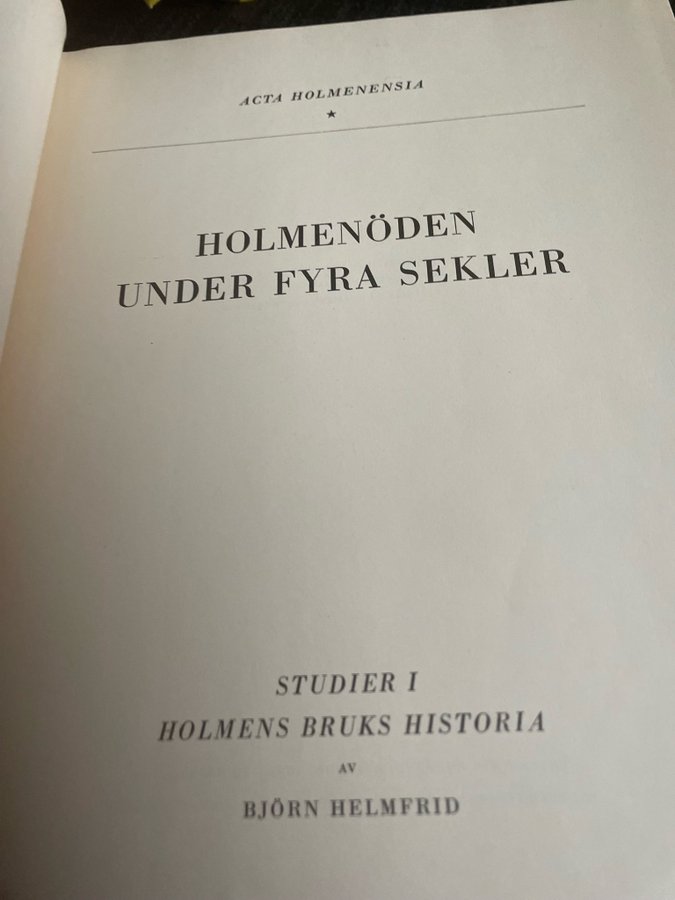 ACTA HOLMENENSIA
★
HOLMENÖDEN
UNDER FYRA SEKLER
STUDIER I
HOLMENS BRUKS HISTORIA
AV
BJÖRN HELMFRID